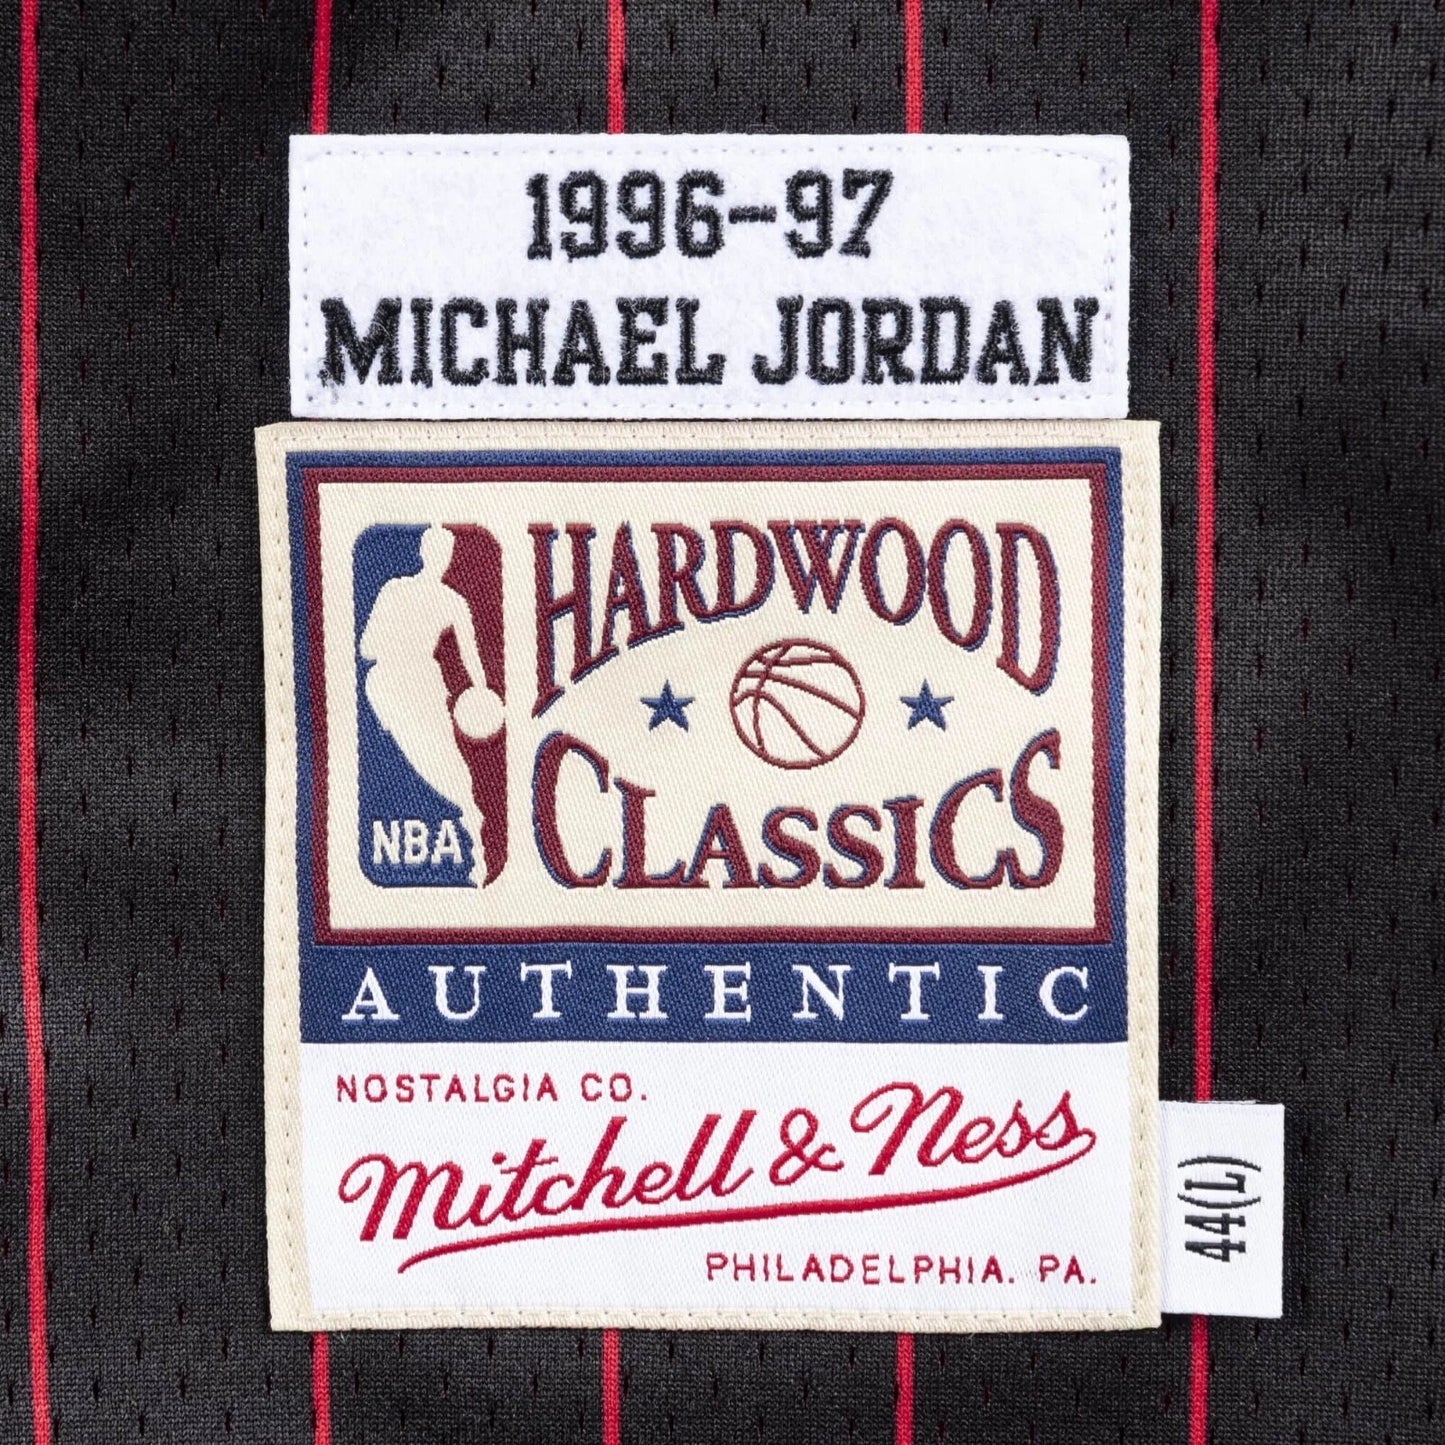 1996-97
MICHAEL JORDAN
HARDWOOD
CLASSICS
NBA
AUTHENTIC
NOSTALGIA CO.
Mitchell & Ness
PHILADELPHIA. PA.
44(L)